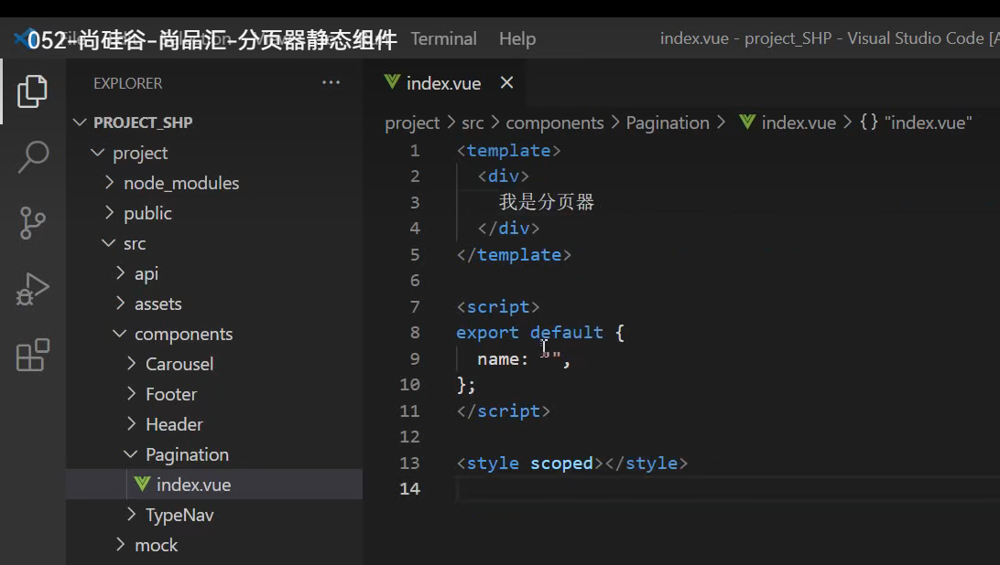 052-尚硅谷-尚品汇-分页器静态组件
Terminal Help
index.vue - project_SHP - Visual Studio Code [A
EXPLORER ...
index.vue
PROJECT_SHP
project > src > components > Pagination > index.vue > {} "index.vue"
project
node_modules
public
src
api
assets
components
Carousel
Footer
Header
Pagination
index.vue
TypeNav
mock
1 <template>
2 <div>
3 我是分页器
4 </div>
5 </template>
6
7 <script>
8 export default {
9 name: "",
10 };
11 </script>
12
13 <style scoped></style>
14